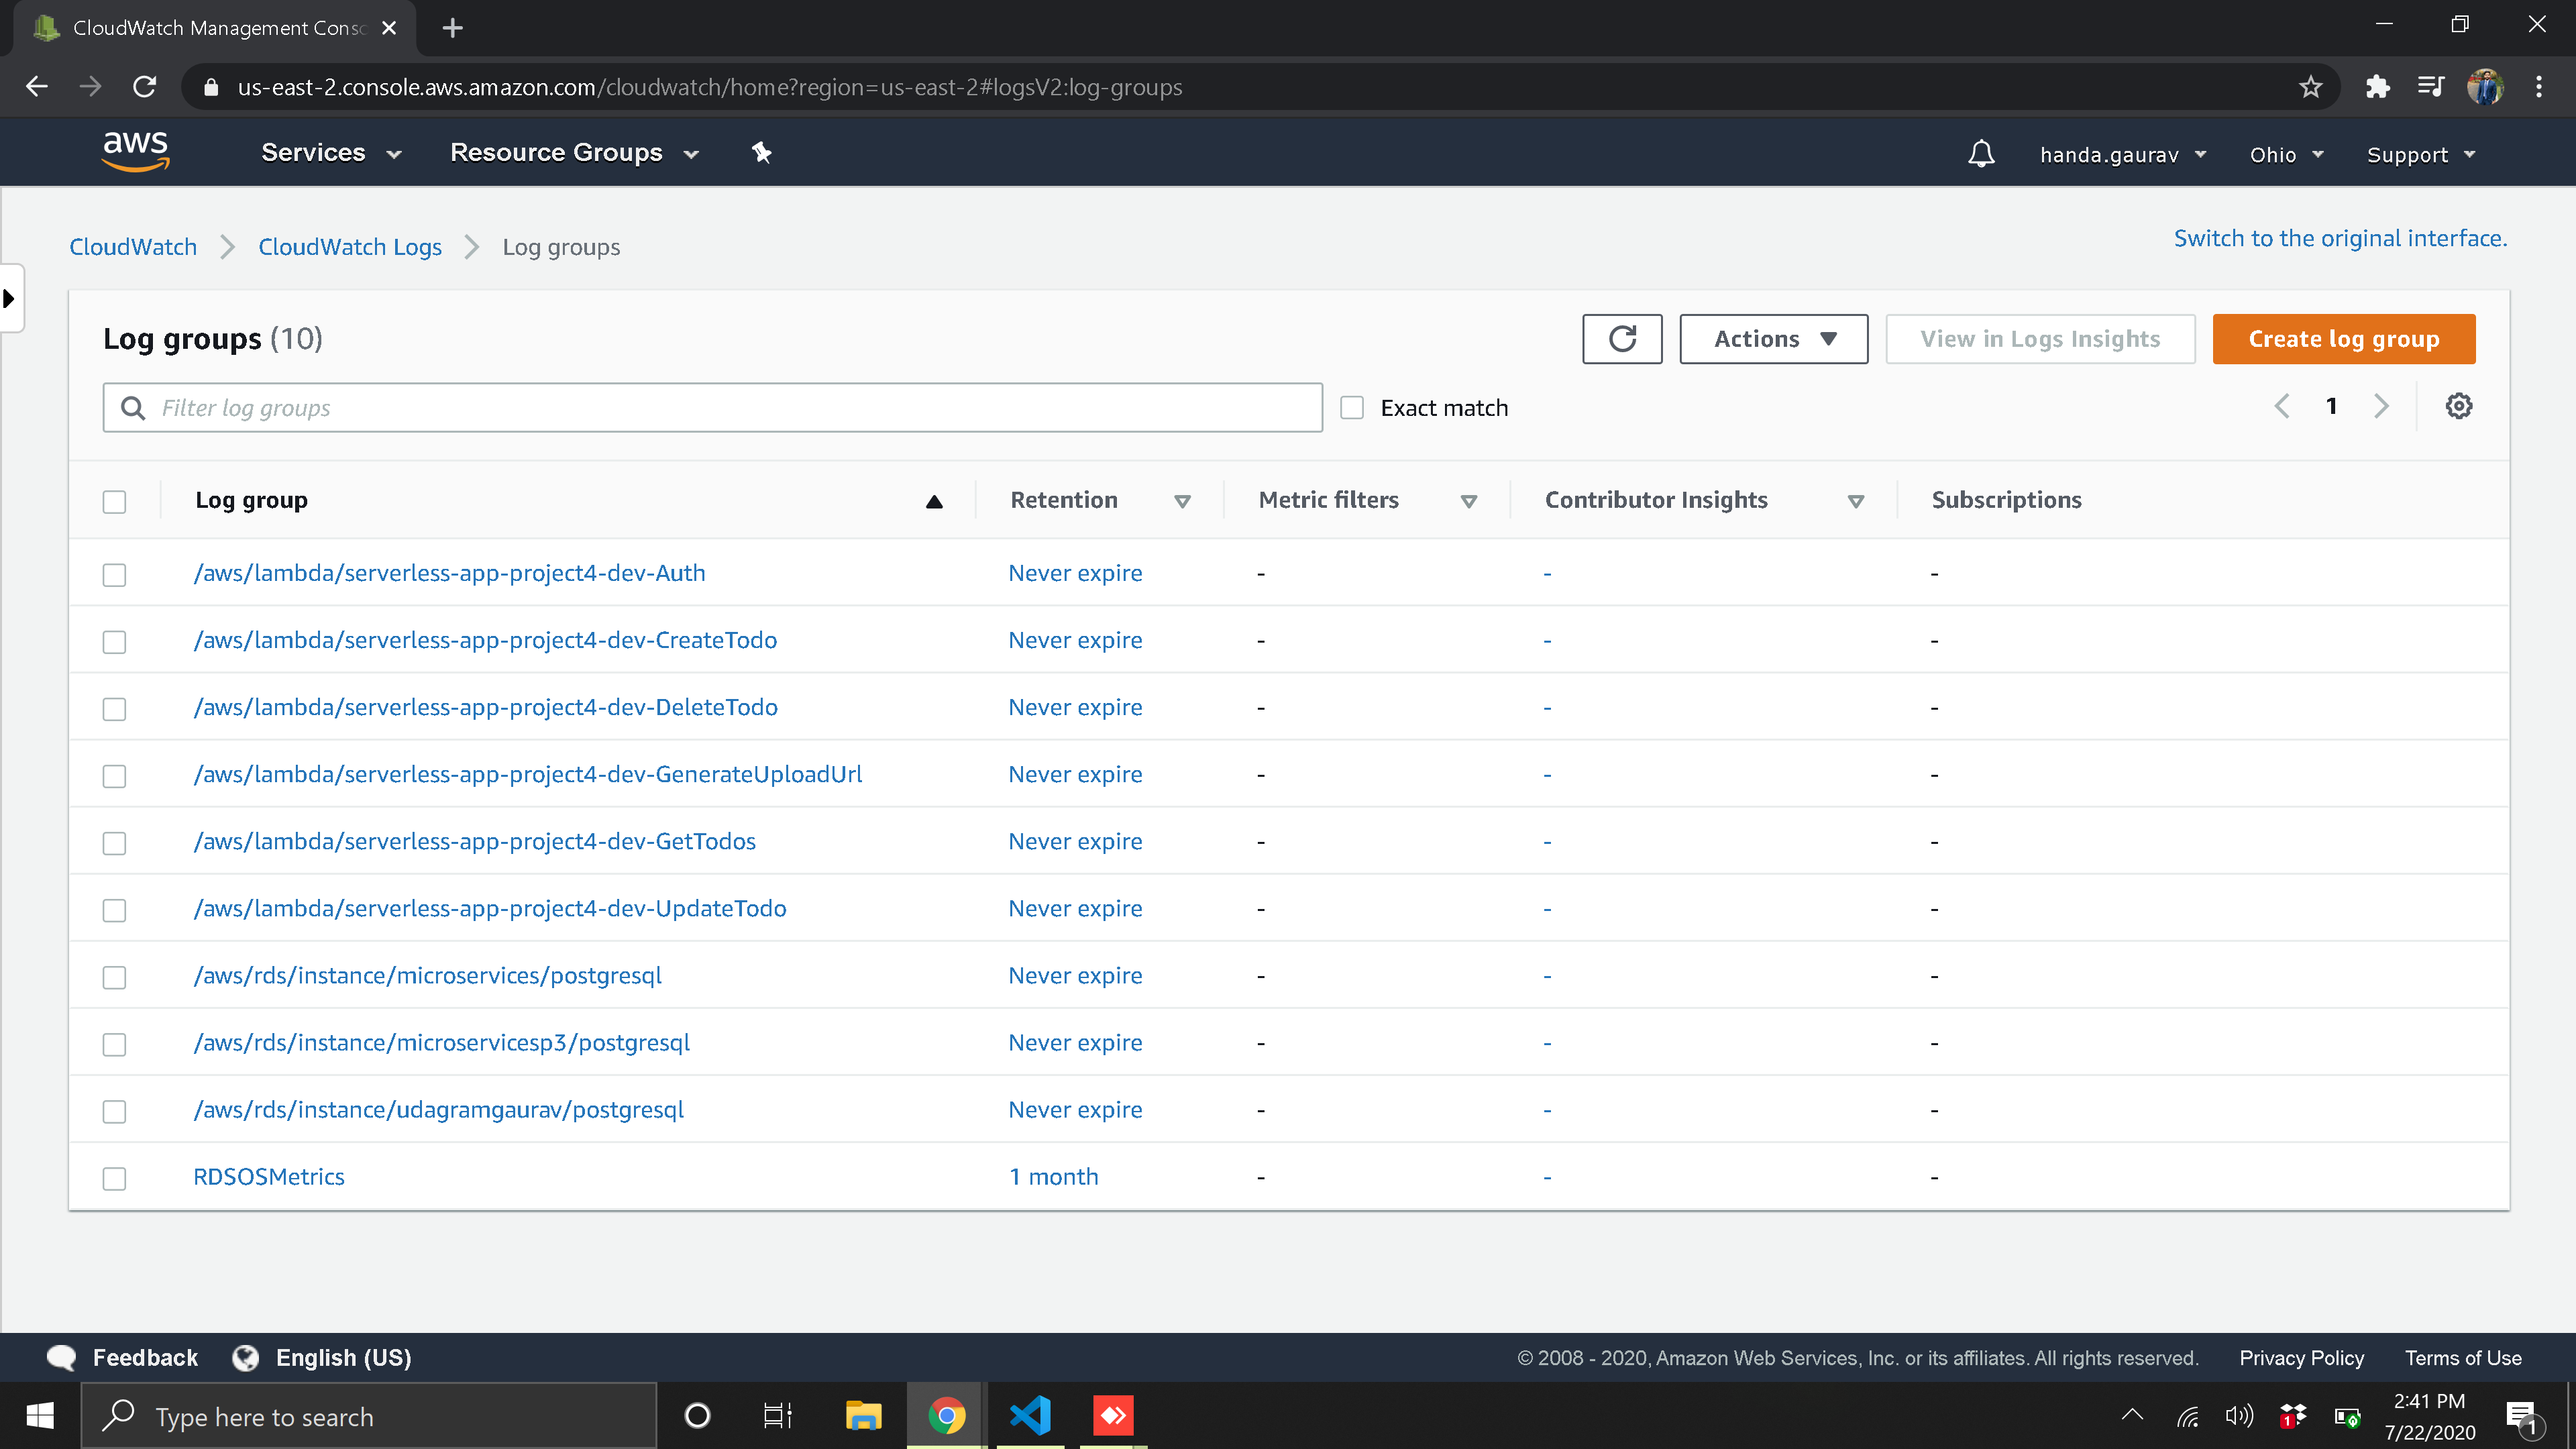 CloudWatch Management Consc
us-east-2.console.aws.amazon.com/cloudwatch/home?region=us-east-2#logsV2:log-groups
aws Services Resource Groups handa.gaurav Ohio Support
CloudWatch CloudWatch Logs Log groups Switch to the original interface.
Log groups (10) Actions View in Logs Insights Create log group
Filter log groups Exact match 1
Log group Retention Metric filters Contributor Insights Subscriptions
/aws/lambda/serverless-app-project4-dev-Auth Never expire - - -
/aws/lambda/serverless-app-project4-dev-CreateTodo Never expire - - -
/aws/lambda/serverless-app-project4-dev-DeleteTodo Never expire - - -
/aws/lambda/serverless-app-project4-dev-GenerateUploadUrl Never expire - - -
/aws/lambda/serverless-app-project4-dev-GetTodos Never expire - - -
/aws/lambda/serverless-app-project4-dev-UpdateTodo Never expire - - -
/aws/rds/instance/microservices/postgresql Never expire - - -
/aws/rds/instance/microservicesp3/postgresql Never expire - - -
/aws/rds/instance/udagramgaurav/postgresql Never expire - - -
RDSOSMetrics 1 month - - -
Feedback English (US) © 2008 - 2020, Amazon Web Services, Inc. or its affiliates. All rights reserved. Privacy Policy Terms of Use
Type here to search 1 2:41 PM
7/22/2020 1